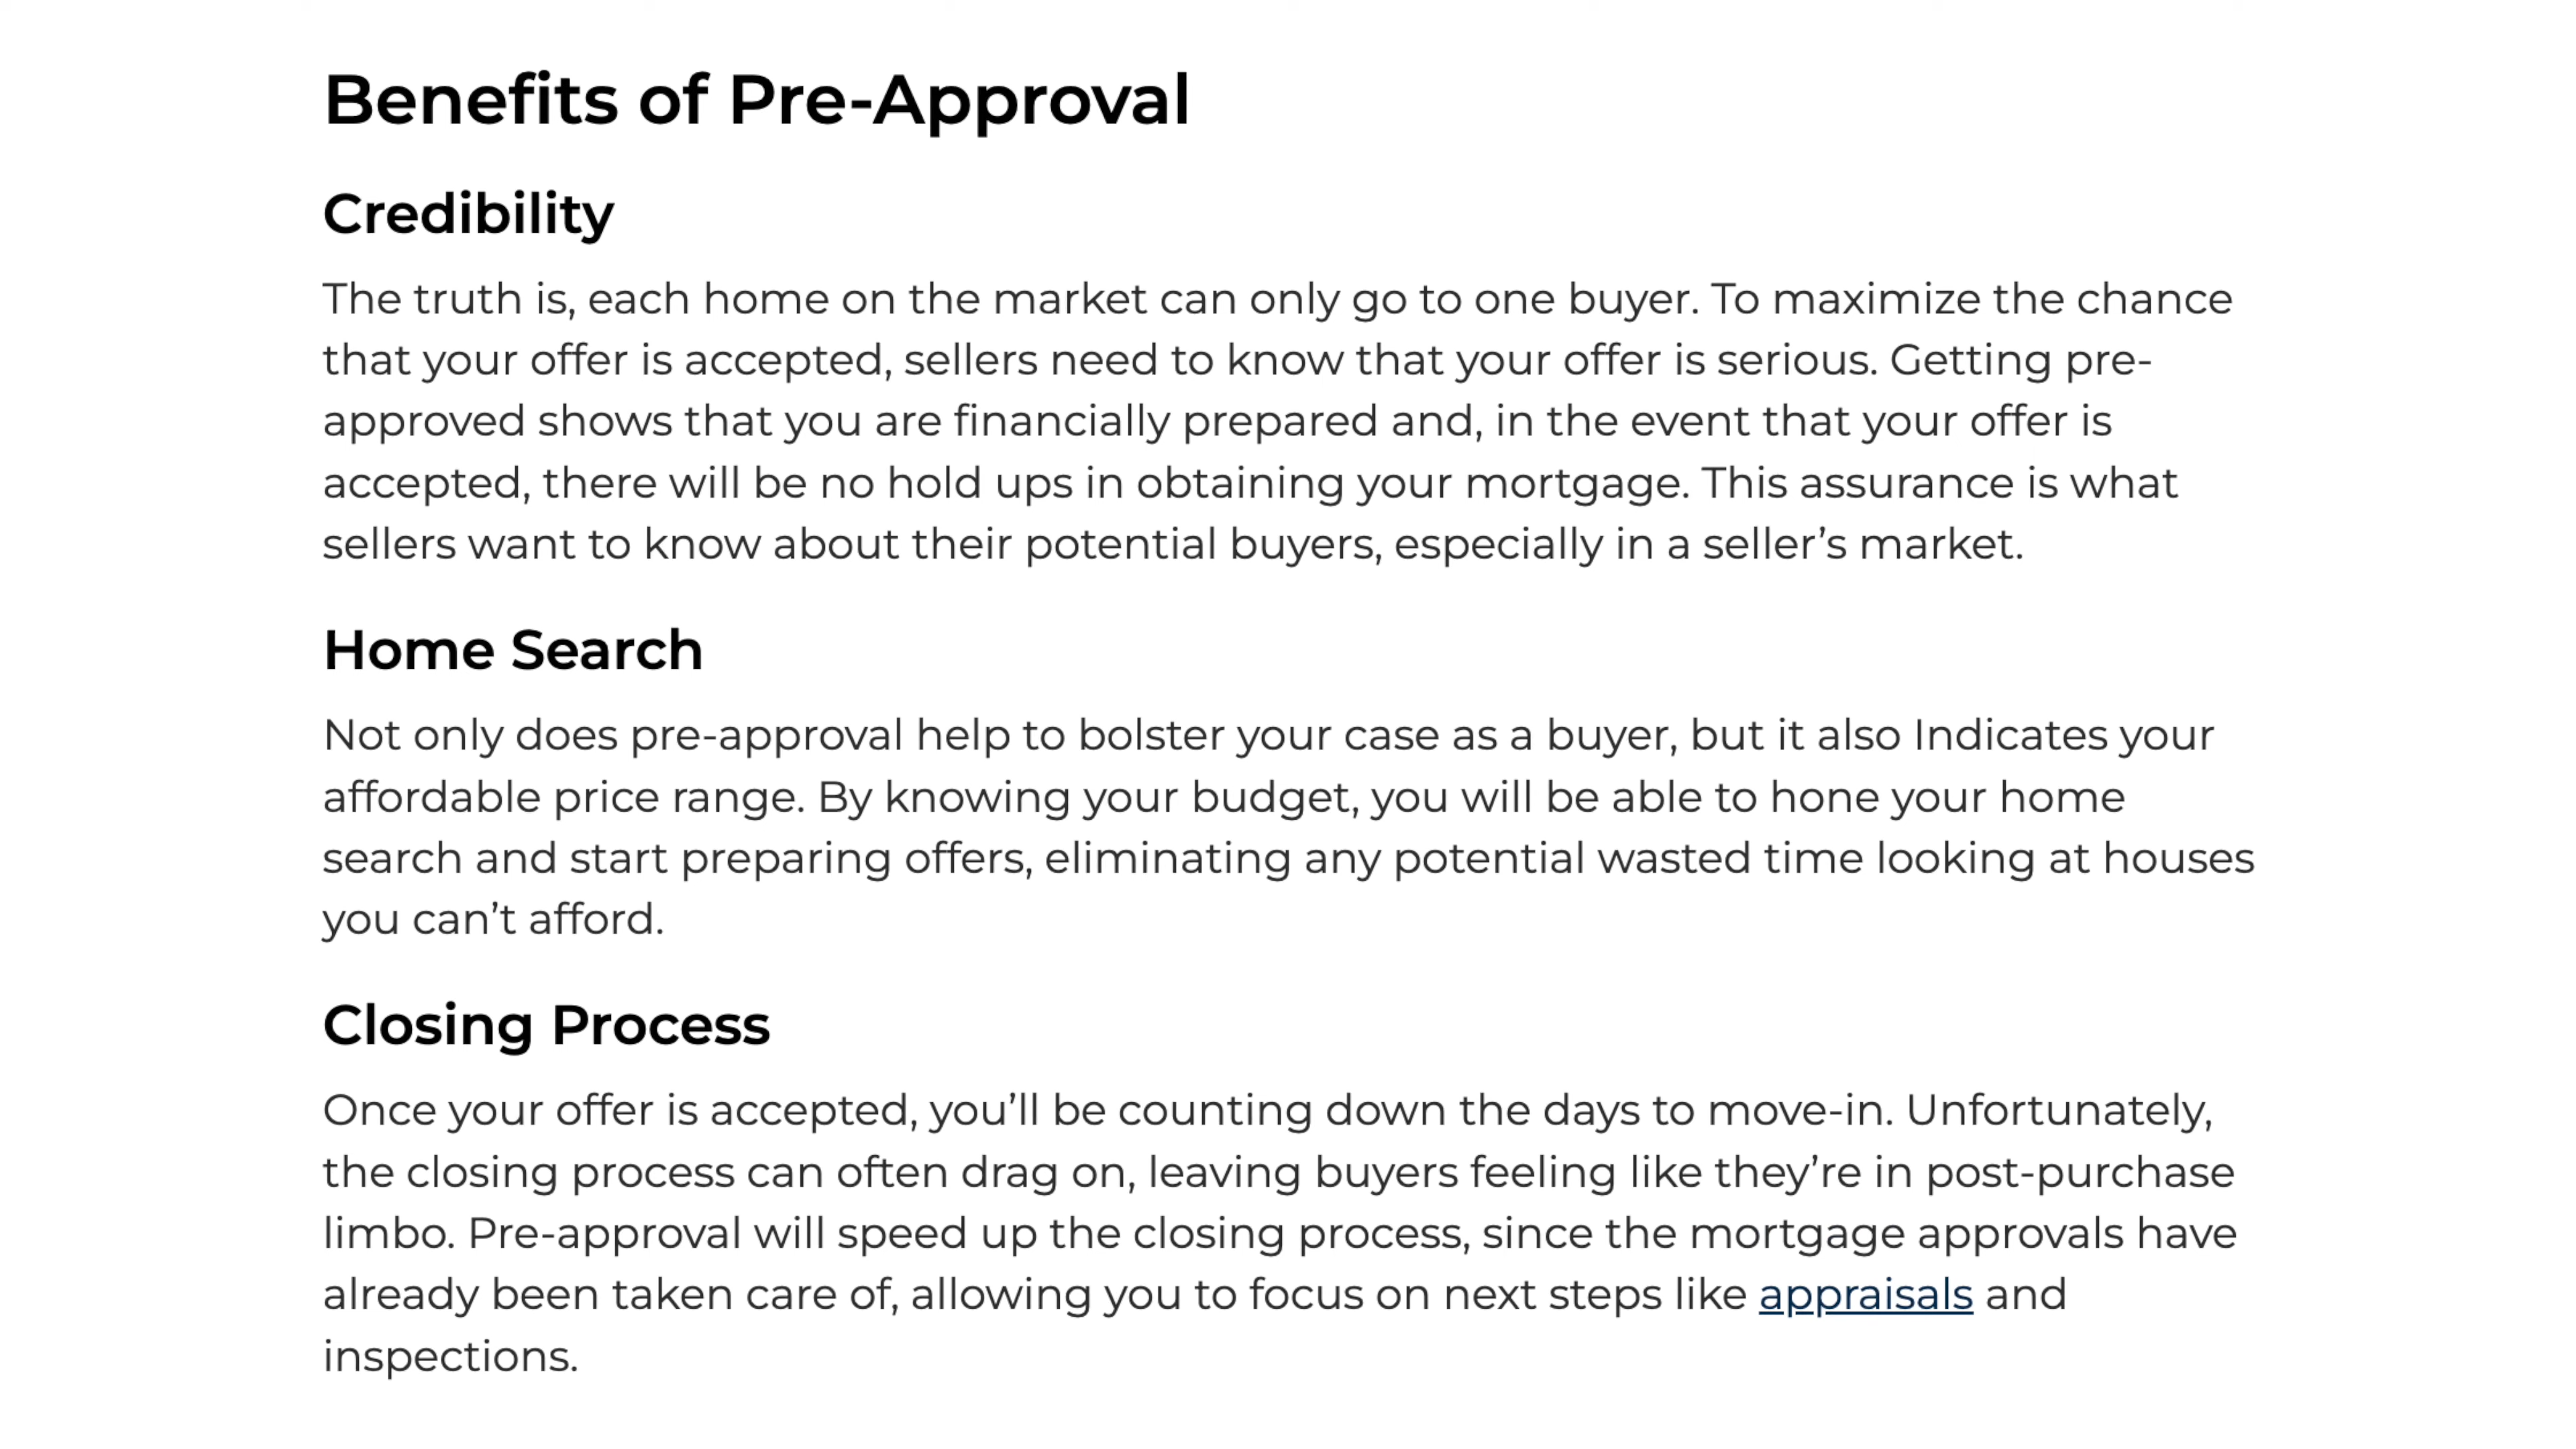 Benefits of Pre-Approval
Credibility
The truth is, each home on the market can only go to one buyer. To maximize the chance
that your offer is accepted, sellers need to know that your offer is serious. Getting pre-
approved shows that you are financially prepared and, in the event that your offer is
accepted, there will be no hold ups in obtaining your mortgage. This assurance is what
sellers want to know about their potential buyers, especially in a seller’s market.
Home Search
Not only does pre-approval help to bolster your case as a buyer, but it also Indicates your
affordable price range. By knowing your budget, you will be able to hone your home
search and start preparing offers, eliminating any potential wasted time looking at houses
you can’t afford.
Closing Process
Once your offer is accepted, you’ll be counting down the days to move-in. Unfortunately,
the closing process can often drag on, leaving buyers feeling like they’re in post-purchase
limbo. Pre-approval will speed up the closing process, since the mortgage approvals have
already been taken care of, allowing you to focus on next steps like appraisals and
inspections.